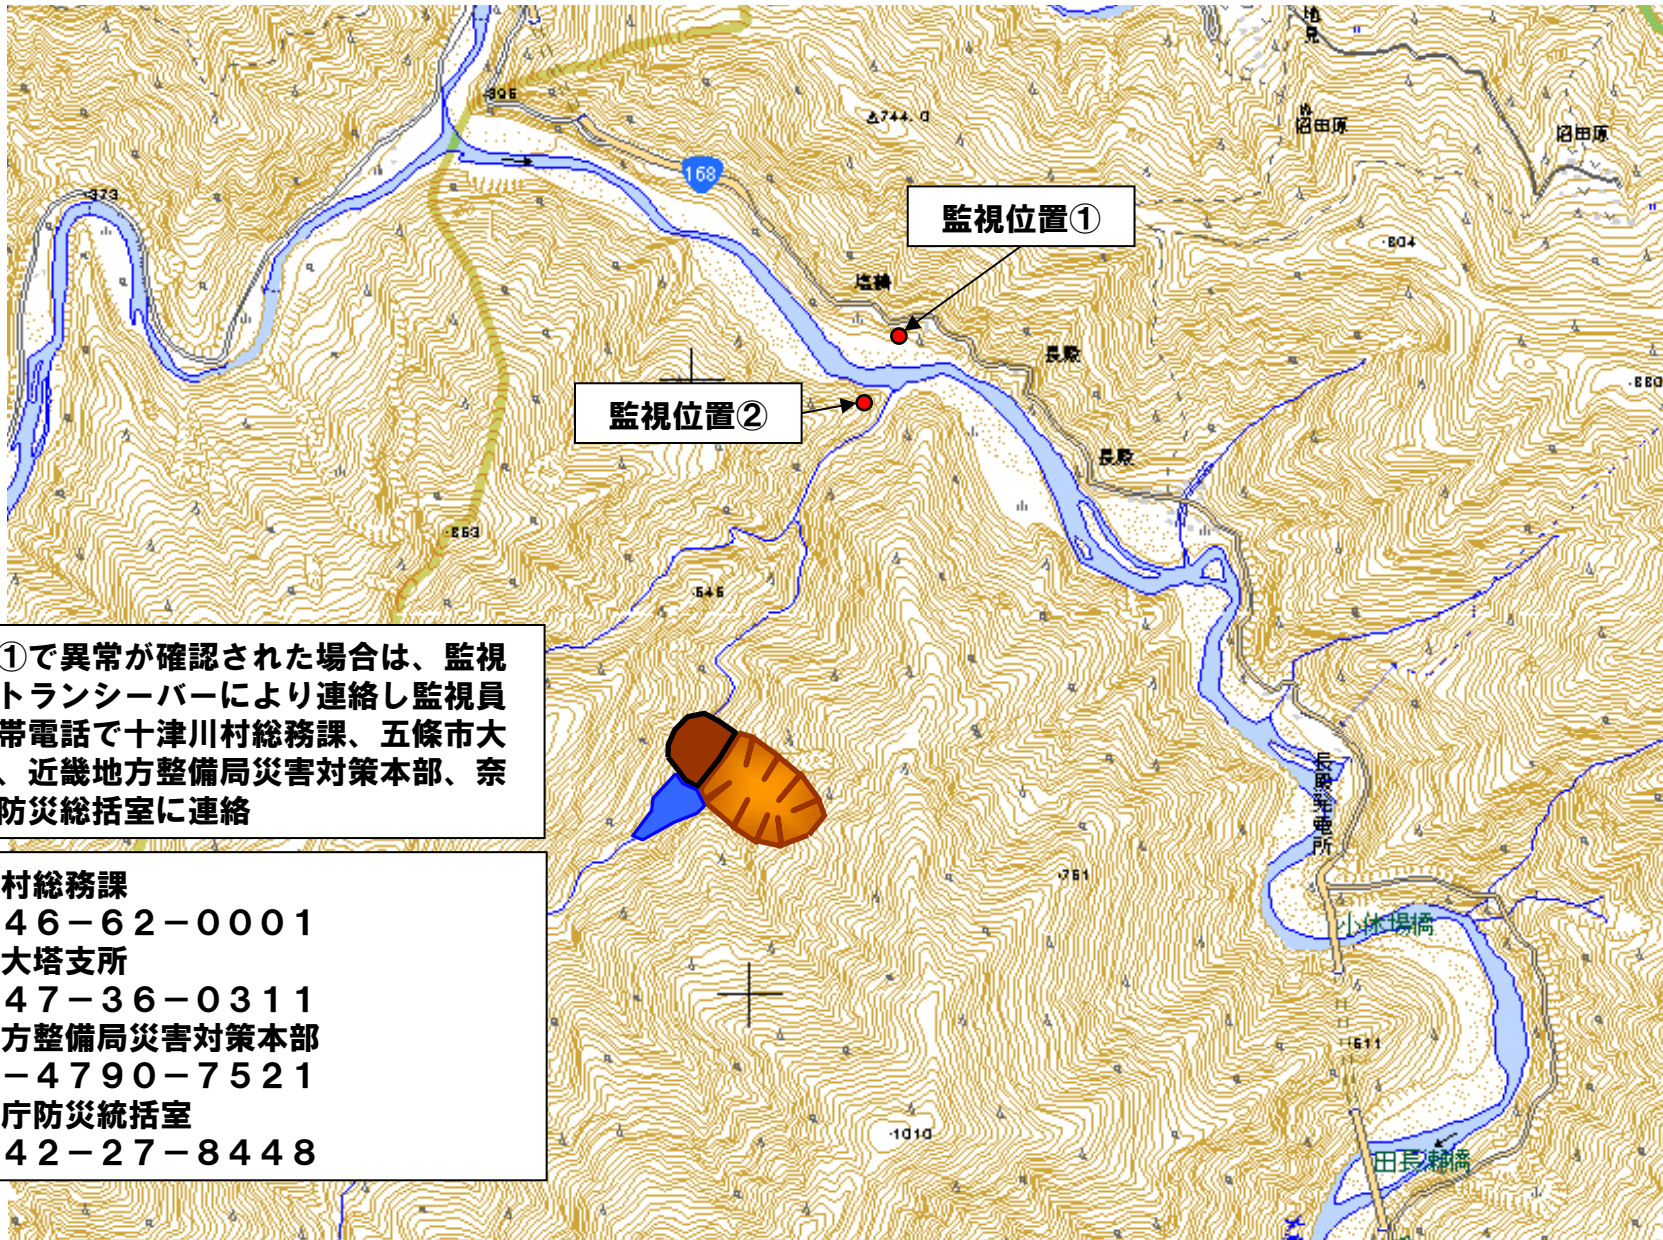 ・395
地見
△744.0
沼田原
沼田原
168
・373
監視位置①
・804
塩鶴
長殿
・880
監視位置②
長殿
・853
・646
①で異常が確認された場合は、監視
トランシーバーにより連絡し監視員
帯電話で十津川村総務課、五條市大
、近畿地方整備局災害対策本部、奈
防災総括室に連絡
長殿発電所
村総務課
４６－６２－０００１
大塔支所
４７－３６－０３１１
方整備局災害対策本部
－４７９０－７５２１
庁防災統括室
４２－２７－８４４８
・761
小休場橋
・611
・1010
田長瀬橋